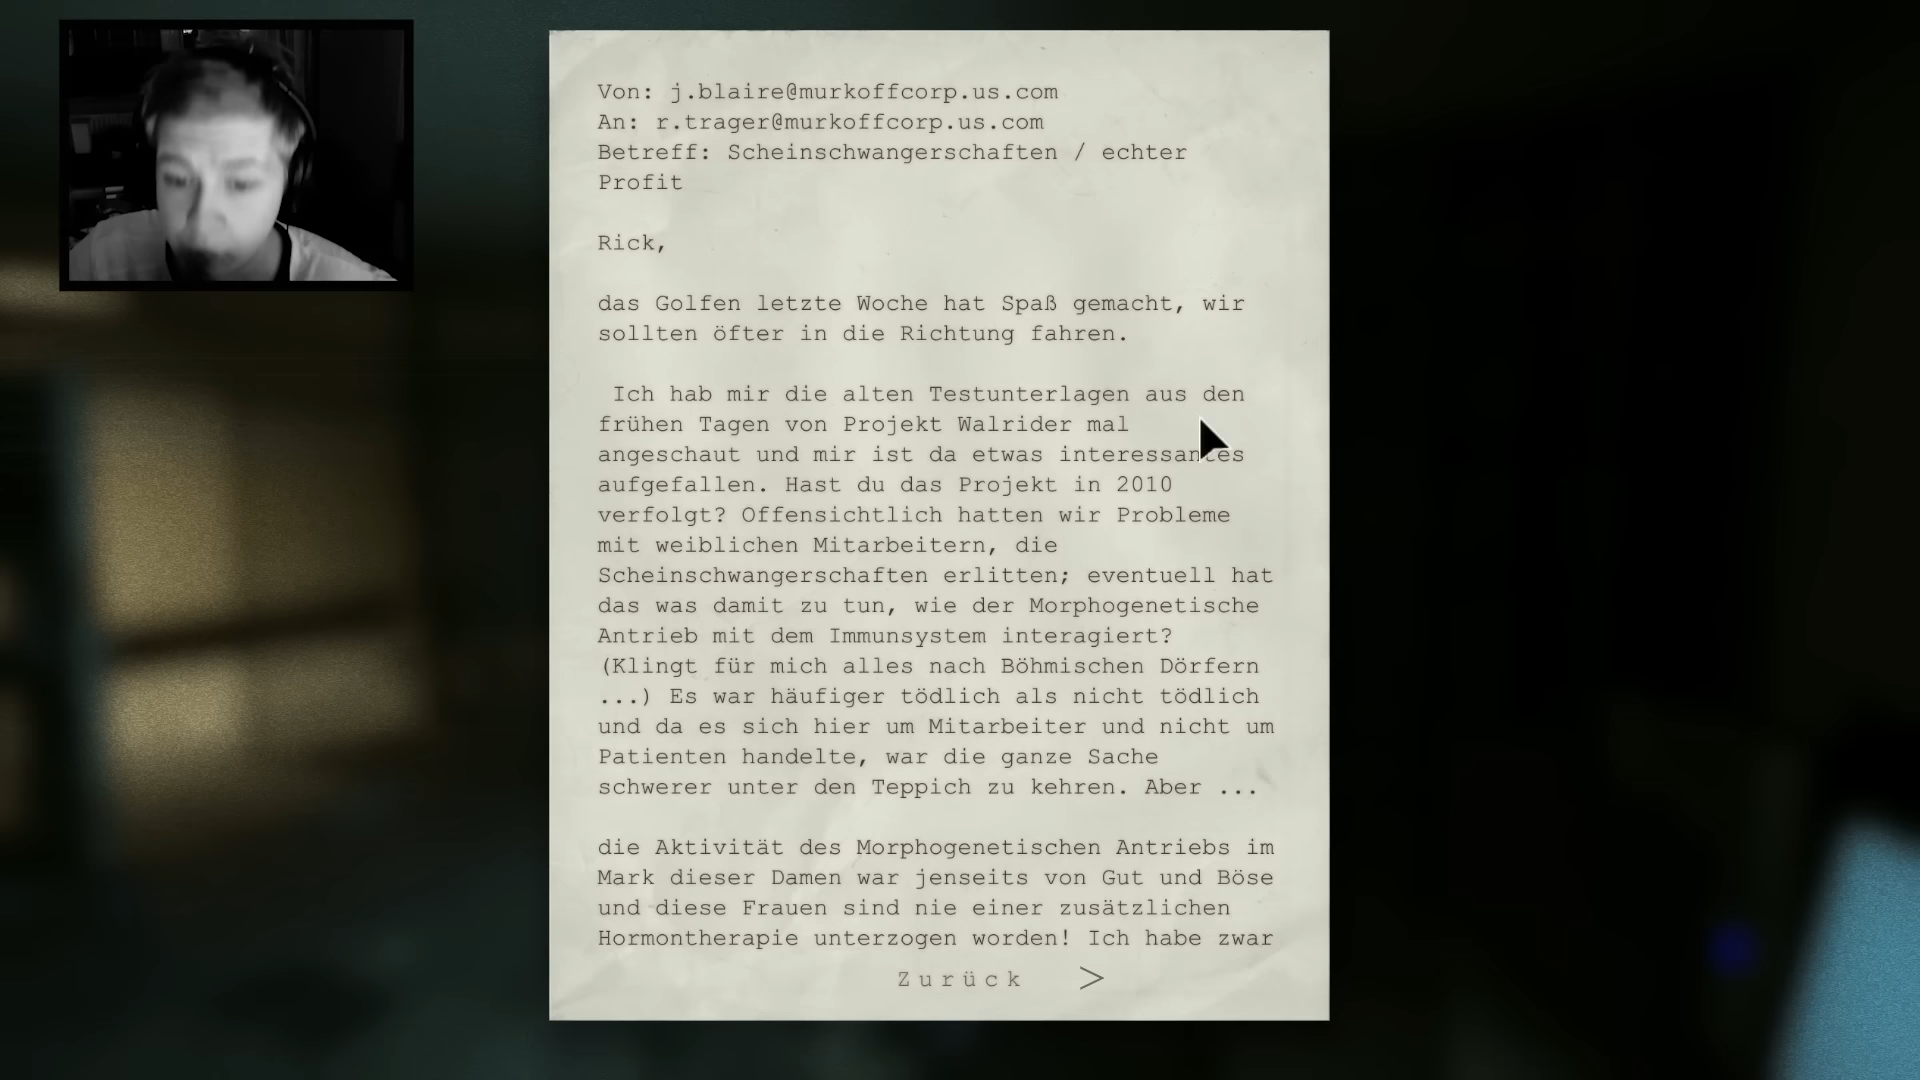 Von: j.blaire@murkoffcorp.us.com
An: r.trager@murkoffcorp.us.com
Betreff: Scheinschwangerschaften / echter
Profit
Rick,
das Golfen letzte Woche hat Spaß gemacht, wir
sollten öfter in die Richtung fahren.
Ich hab mir die alten Testunterlagen aus den
frühen Tagen von Projekt Walrider mal
angeschaut und mir ist da etwas interessantes
aufgefallen. Hast du das Projekt in 2010
verfolgt? Offensichtlich hatten wir Probleme
mit weiblichen Mitarbeitern, die
Scheinschwangerschaften erlitten; eventuell hat
das was damit zu tun, wie der Morphogenetische
Antrieb mit dem Immunsystem interagiert?
(Klingt für mich alles nach Böhmischen Dörfern
...) Es war häufiger tödlich als nicht tödlich
und da es sich hier um Mitarbeiter und nicht um
Patienten handelte, war die ganze Sache
schwerer unter den Teppich zu kehren. Aber ...
die Aktivität des Morphogenetischen Antriebs im
Mark dieser Damen war jenseits von Gut und Böse
und diese Frauen sind nie einer zusätzlichen
Hormontherapie unterzogen worden! Ich habe zwar
Zurück >